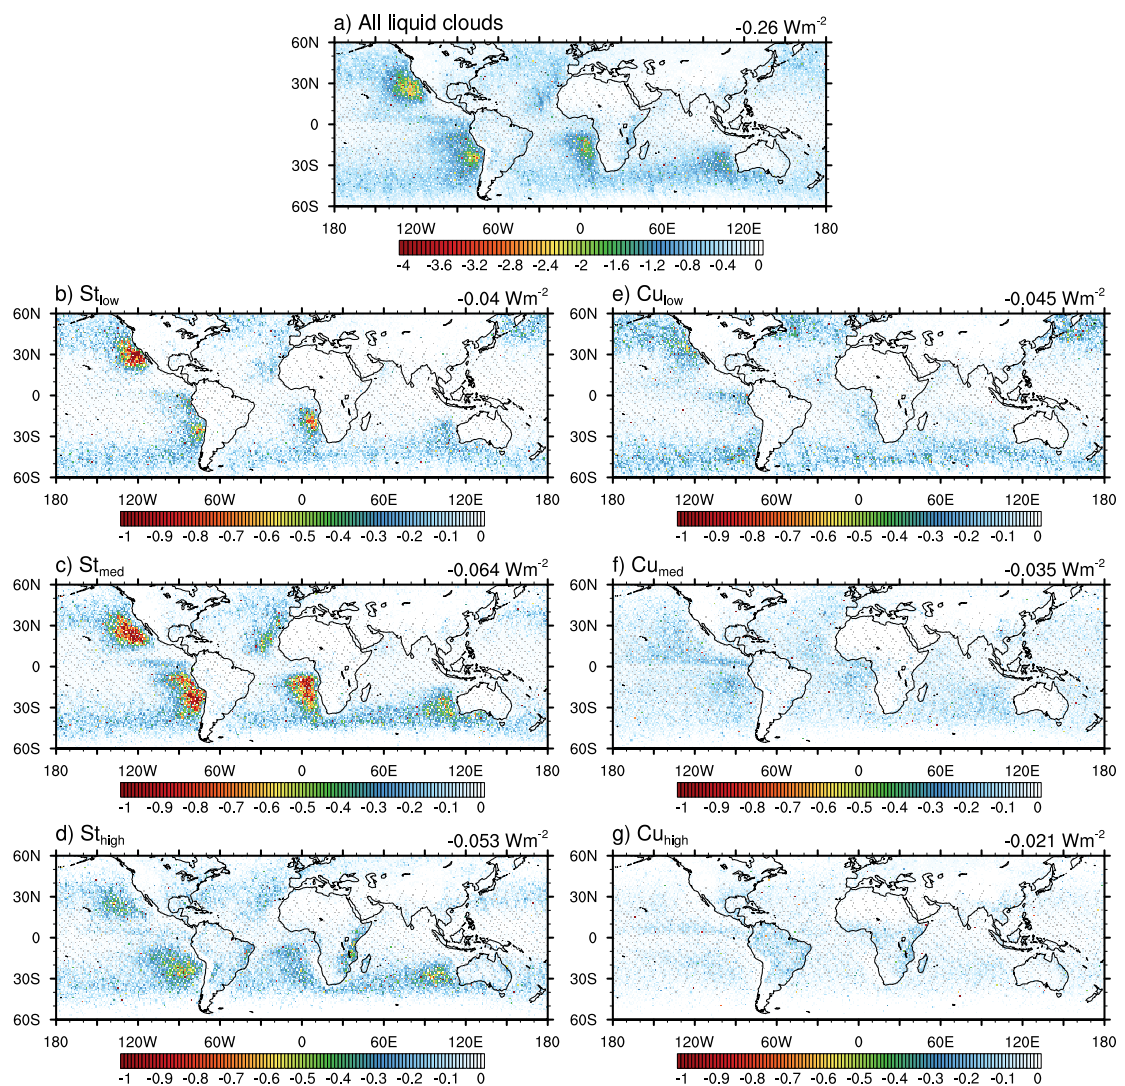 a) All liquid clouds -0.26 Wm-2
60N
30N
0
30S
60S
180 120W 60W 0 60E 120E 180
-4 -3.6 -3.2 -2.8 -2.4 -2 -1.6 -1.2 -0.8 -0.4 0
b) Stlow -0.04 Wm-2
60N
30N
0
30S
60S
180 120W 60W 0 60E 120E 180
-1 -0.9 -0.8 -0.7 -0.6 -0.5 -0.4 -0.3 -0.2 -0.1 0
e) Culow -0.045 Wm-2
60N
30N
0
30S
60S
180 120W 60W 0 60E 120E 180
-1 -0.9 -0.8 -0.7 -0.6 -0.5 -0.4 -0.3 -0.2 -0.1 0
c) Stmed -0.064 Wm-2
60N
30N
0
30S
60S
180 120W 60W 0 60E 120E 180
-1 -0.9 -0.8 -0.7 -0.6 -0.5 -0.4 -0.3 -0.2 -0.1 0
f) Cumed -0.035 Wm-2
60N
30N
0
30S
60S
180 120W 60W 0 60E 120E 180
-1 -0.9 -0.8 -0.7 -0.6 -0.5 -0.4 -0.3 -0.2 -0.1 0
d) Sthigh -0.053 Wm-2
60N
30N
0
30S
60S
180 120W 60W 0 60E 120E 180
-1 -0.9 -0.8 -0.7 -0.6 -0.5 -0.4 -0.3 -0.2 -0.1 0
g) Cuhigh -0.021 Wm-2
60N
30N
0
30S
60S
180 120W 60W 0 60E 120E 180
-1 -0.9 -0.8 -0.7 -0.6 -0.5 -0.4 -0.3 -0.2 -0.1 0